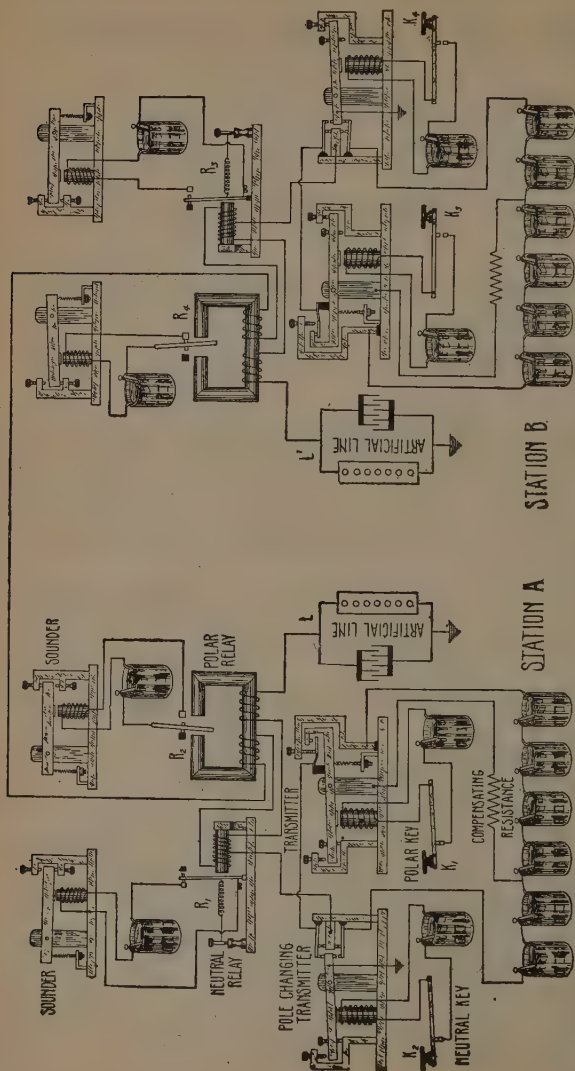 SOUNDER
SOUNDER
R₁
NEUTRAL
RELAY
R₂
POLAR
RELAY
R₄
R₃
POLE CHANGING
TRANSMITTER
TRANSMITTER
K₂
NEUTRAL KEY
POLAR KEY
K₁
COMPENSATING
RESISTANCE
t
ARTIFICIAL LINE
t'
ARTIFICIAL LINE
K₃
K₄
STATION A
STATION B.